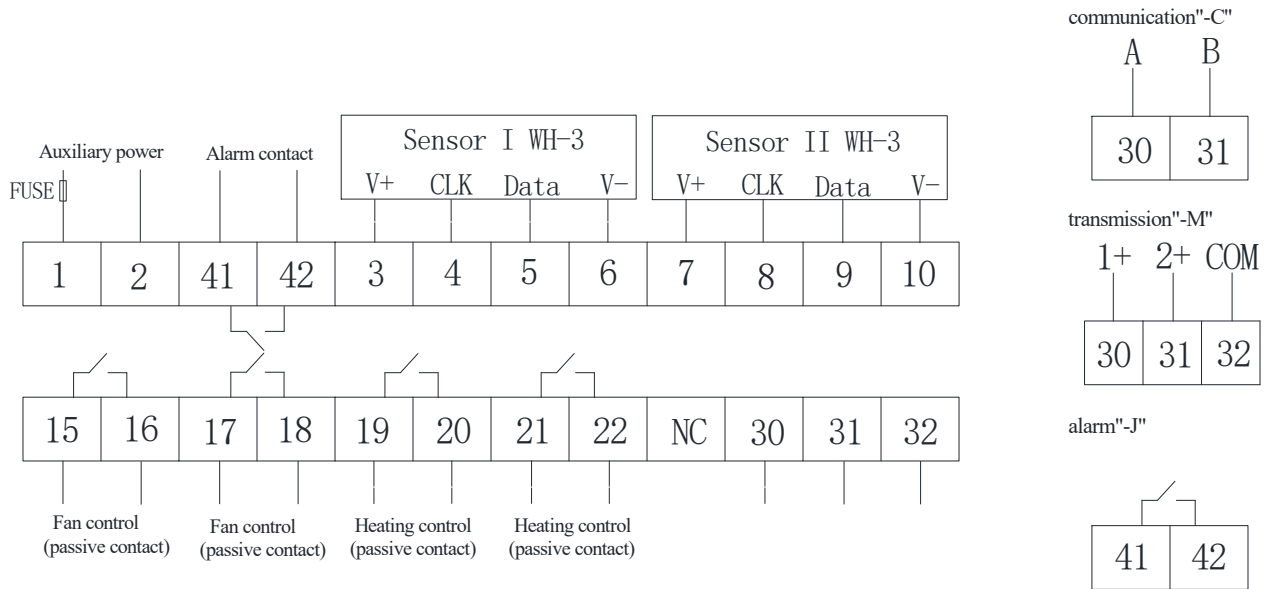 communication"-C"
A B
30 31
Sensor I WH-3 Sensor II WH-3
Auxiliary power Alarm contact
FUSE V+ CLK Data V- V+ CLK Data V-
1 2 41 42 3 4 5 6 7 8 9 10
transmission"-M"
1+ 2+ COM
30 31 32
15 16 17 18 19 20 21 22 NC 30 31 32
Fan control Fan control Heating control Heating control
(passive contact) (passive contact) (passive contact) (passive contact)
alarm"-J"
41 42